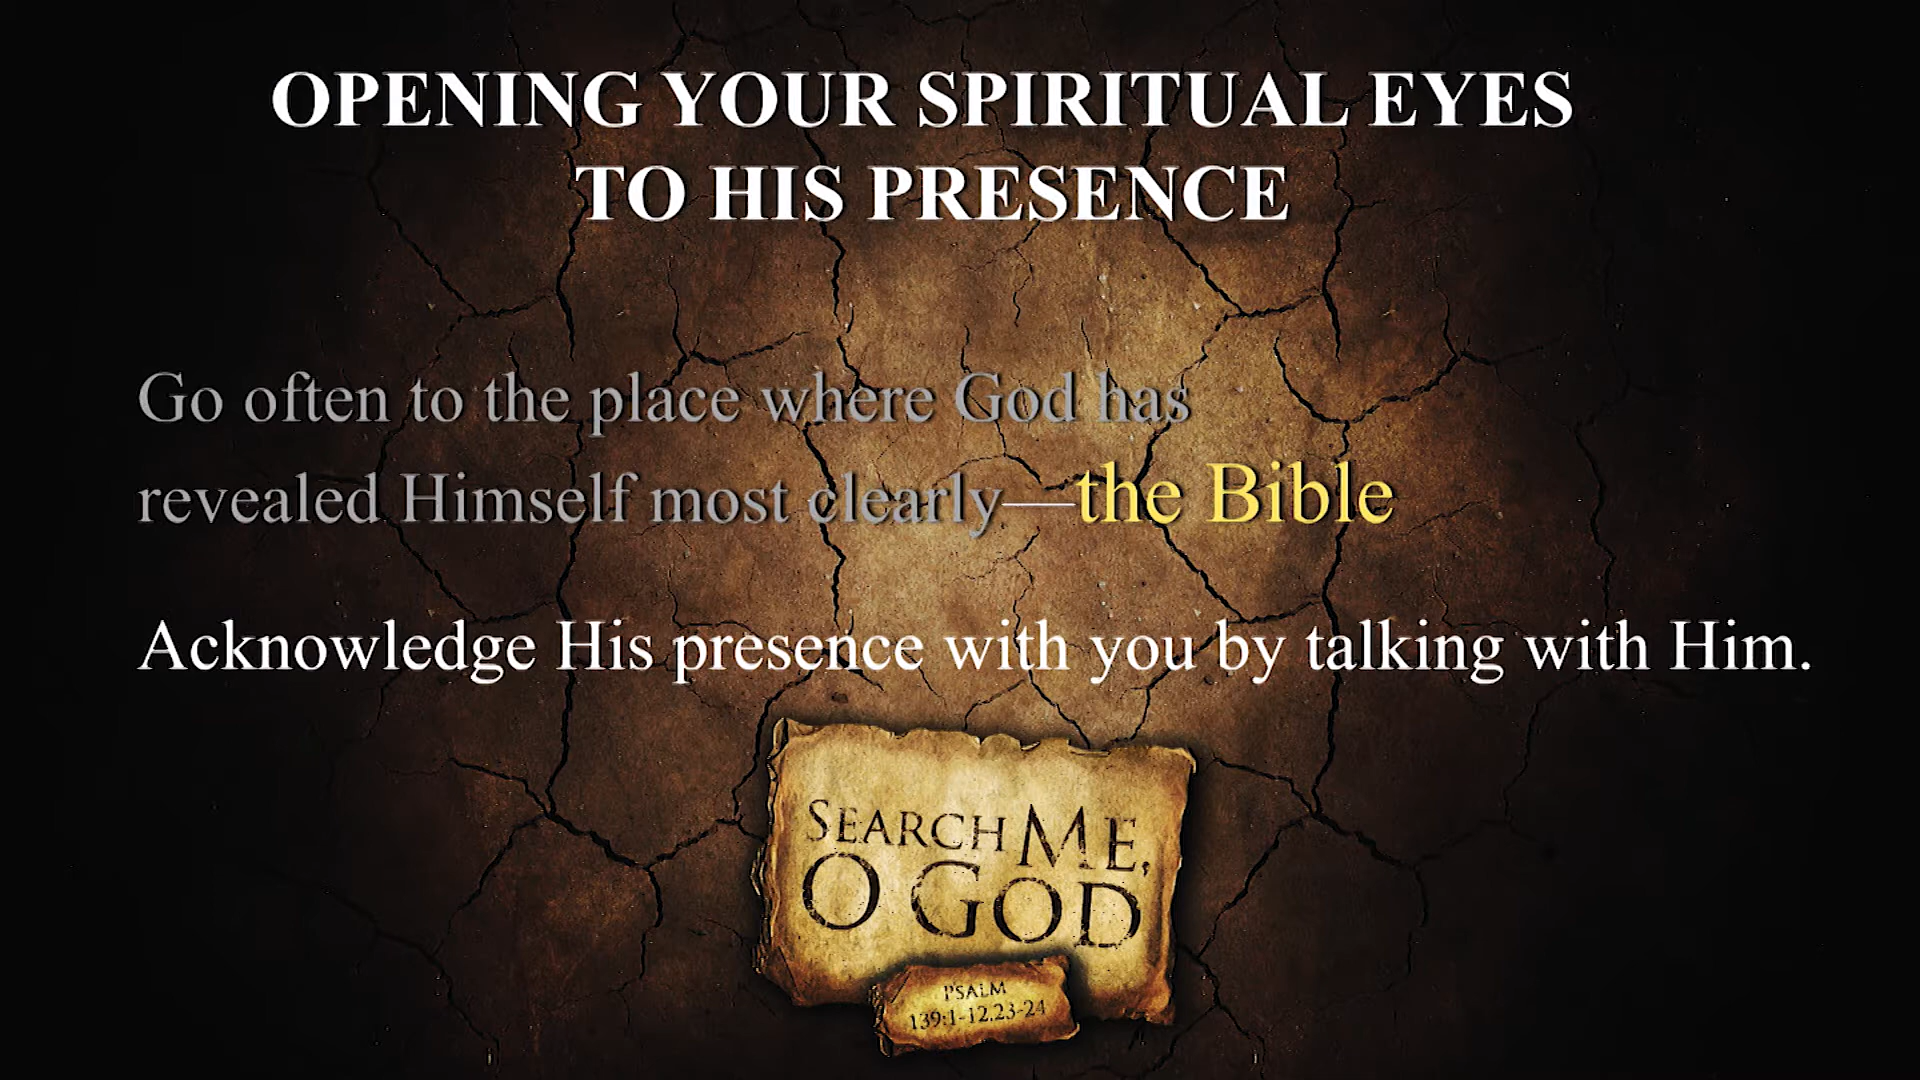 OPENING YOUR SPIRITUAL EYES
TO HIS PRESENCE
Go often to the place where God has
revealed Himself most clearly—the Bible
Acknowledge His presence with you by talking with Him.
SEARCH ME,
O GOD
PSALM
139:1-12,23-24